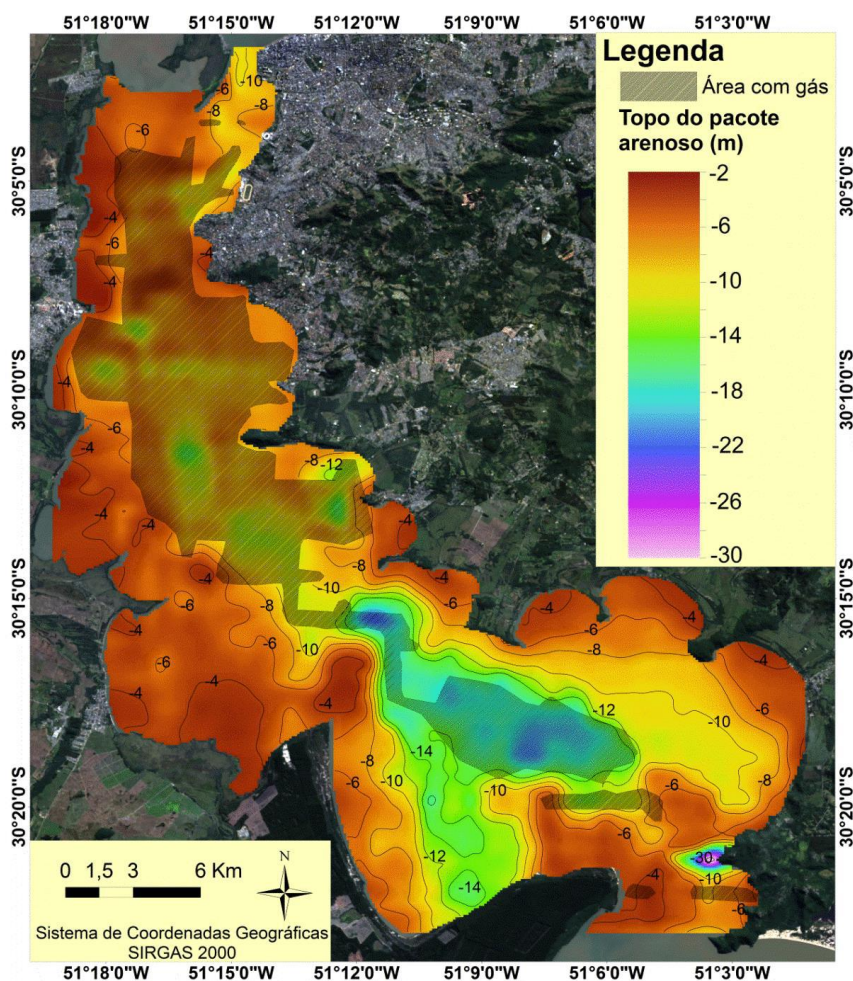 51°18'0"W 51°15'0"W 51°12'0"W 51°9'0"W 51°6'0"W 51°3'0"W
Legenda
Área com gás
Topo do pacote
arenoso (m)
-2
-6
-10
-14
-18
-22
-26
-30
30°5'0"S
30°10'0"S
30°15'0"S
30°20'0"S
30°5'0"S
30°10'0"S
30°15'0"S
30°20'0"S
-6 -10
-8 -8
-6
-4
-6 -4
-4
-4
-6
-4 -8
-12
-4
-4 -4
-8
-4 -10 -4
-6 -8 -6 -4 -4
-4 -6 -6
-6 -10 -8 -4
-4 -4 -4 -12 -10 -6
-8 -14
-6 -10 -10 -6 -8
-6
-12 -30
-4 -10
-14 -6
0 1,5 3 6 Km
N
Sistema de Coordenadas Geográficas
SIRGAS 2000
51°18'0"W 51°15'0"W 51°12'0"W 51°9'0"W 51°6'0"W 51°3'0"W